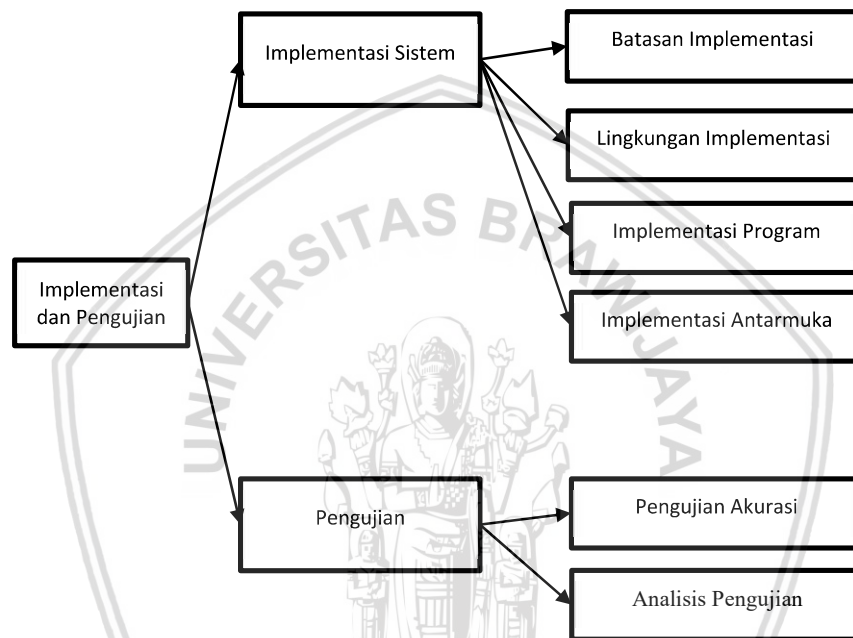 Implementasi Sistem
Batasan Implementasi
Lingkungan Implementasi
Implementasi Program
Implementasi Antarmuka
Implementasi
dan Pengujian
Pengujian
Pengujian Akurasi
Analisis Pengujian
UNIVERSITAS BRAWIJAYA